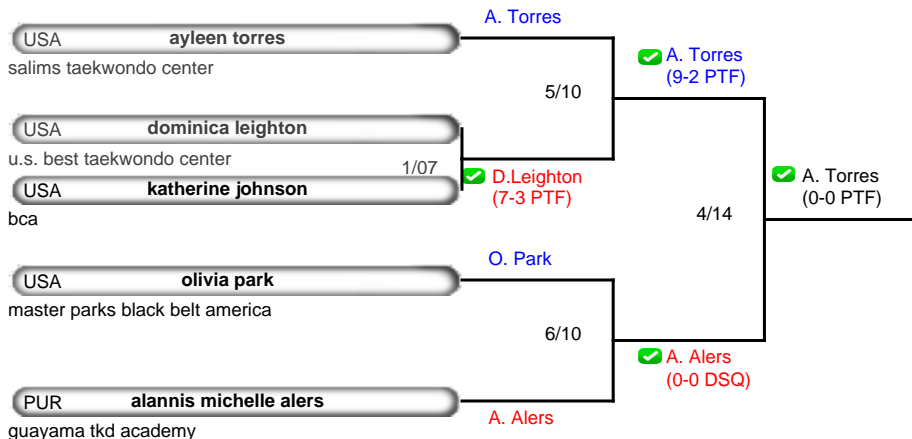 A. Torres
USA ayleen torres
salims taekwondo center
A. Torres
(9-2 PTF)
5/10
USA dominica leighton
u.s. best taekwondo center
1/07
D.Leighton
(7-3 PTF)
USA katherine johnson
bca
A. Torres
(0-0 PTF)
4/14
O. Park
USA olivia park
master parks black belt america
6/10
A. Alers
(0-0 DSQ)
PUR alannis michelle alers
A. Alers
guayama tkd academy